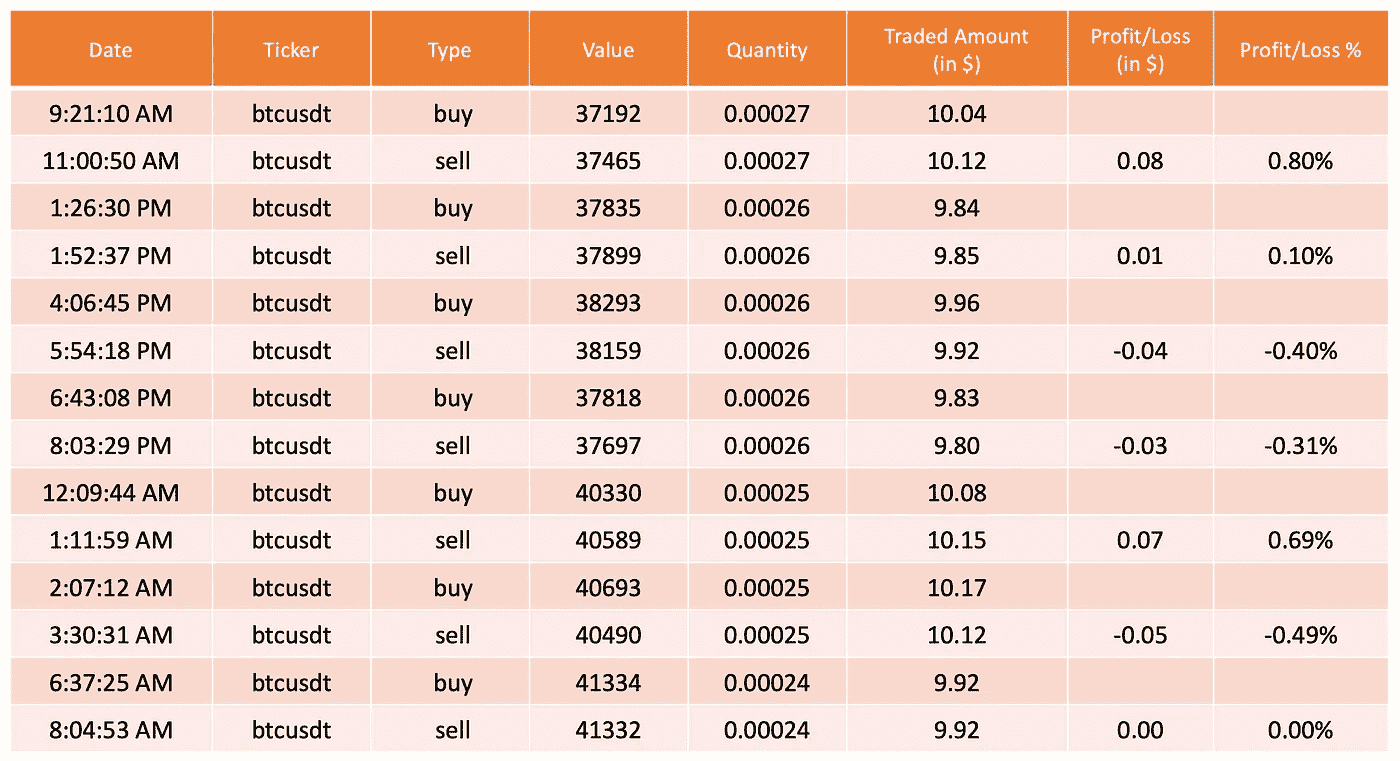 Date Ticker Type Value Quantity Traded Amount (in $) Profit/Loss (in $) Profit/Loss %
9:21:10 AM btcusdt buy 37192 0.00027 10.04
11:00:50 AM btcusdt sell 37465 0.00027 10.12 0.08 0.80%
1:26:30 PM btcusdt buy 37835 0.00026 9.84
1:52:37 PM btcusdt sell 37899 0.00026 9.85 0.01 0.10%
4:06:45 PM btcusdt buy 38293 0.00026 9.96
5:54:18 PM btcusdt sell 38159 0.00026 9.92 -0.04 -0.40%
6:43:08 PM btcusdt buy 37818 0.00026 9.83
8:03:29 PM btcusdt sell 37697 0.00026 9.80 -0.03 -0.31%
12:09:44 AM btcusdt buy 40330 0.00025 10.08
1:11:59 AM btcusdt sell 40589 0.00025 10.15 0.07 0.69%
2:07:12 AM btcusdt buy 40693 0.00025 10.17
3:30:31 AM btcusdt sell 40490 0.00025 10.12 -0.05 -0.49%
6:37:25 AM btcusdt buy 41334 0.00024 9.92
8:04:53 AM btcusdt sell 41332 0.00024 9.92 0.00 0.00%